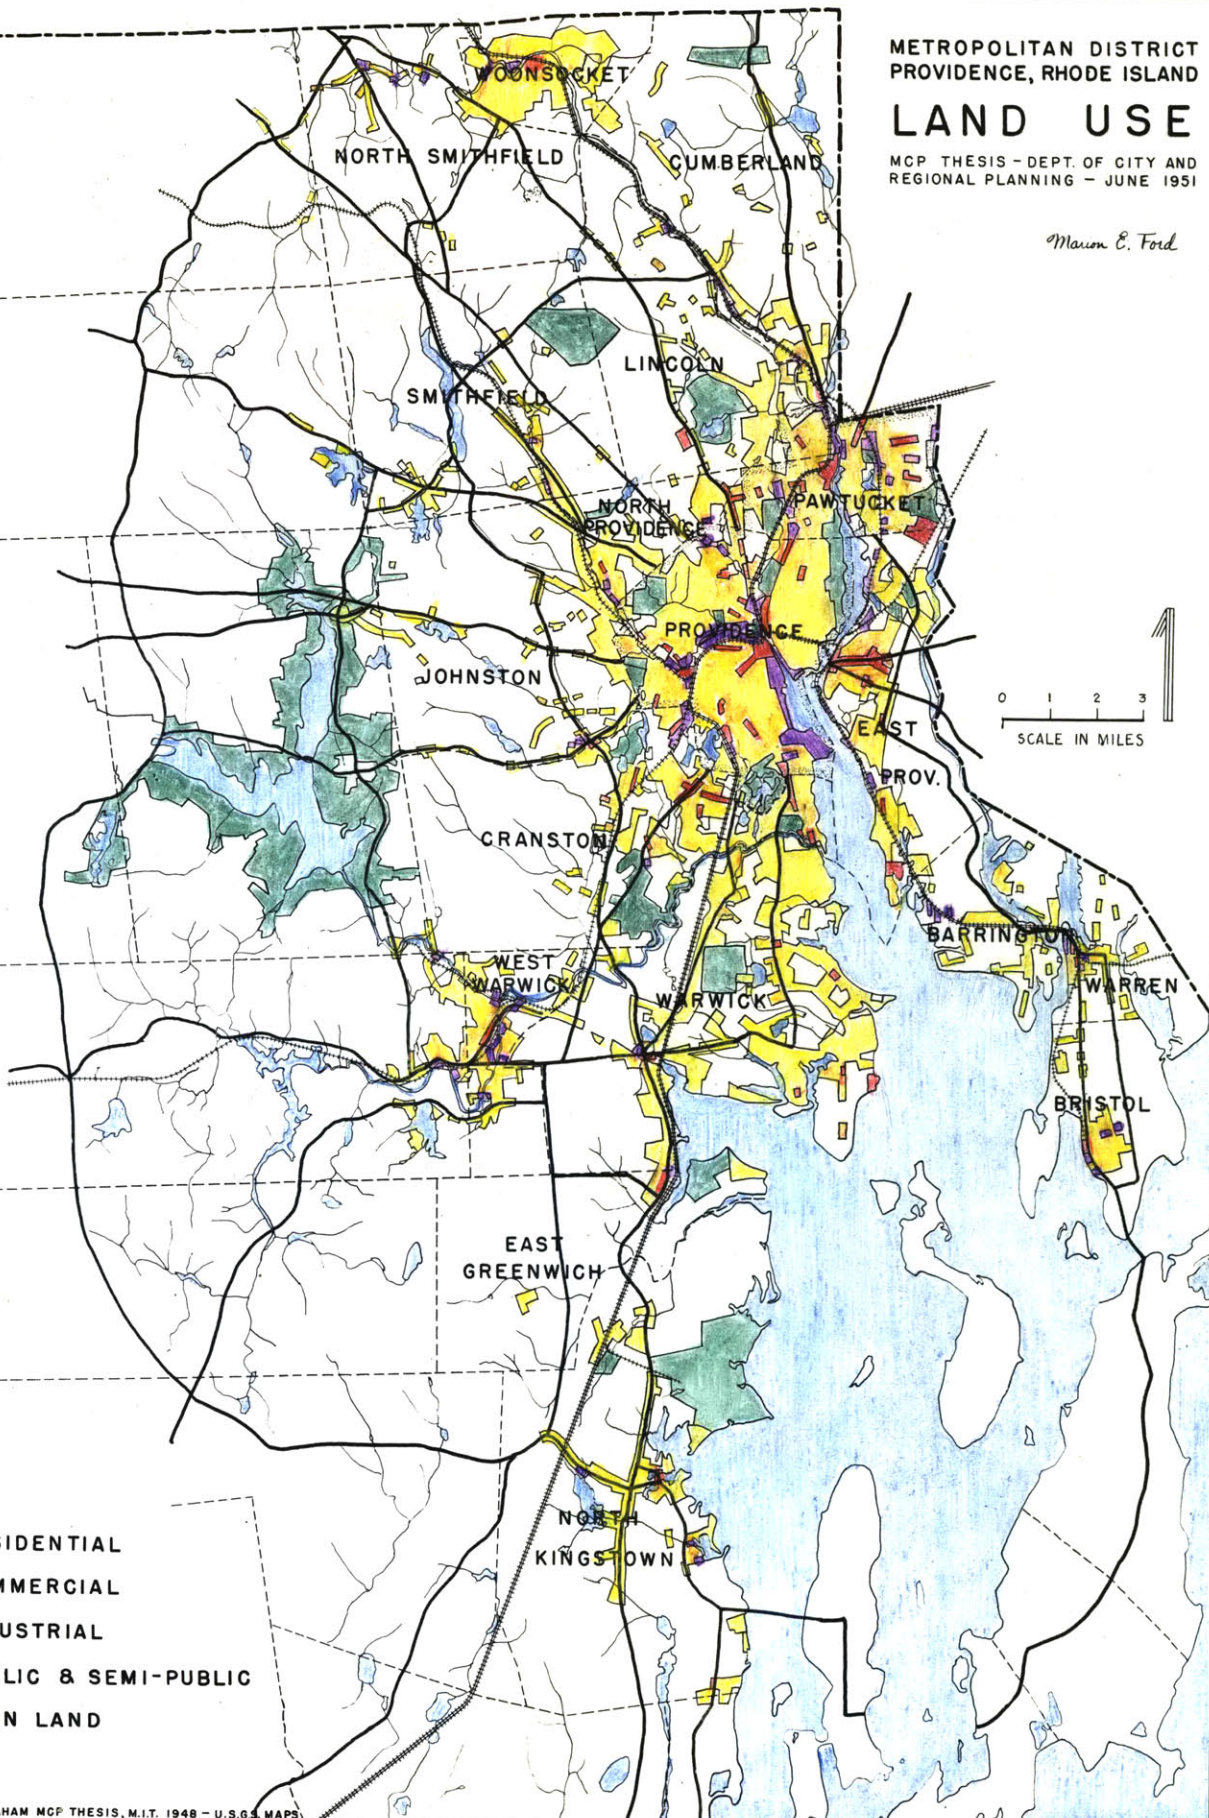 METROPOLITAN DISTRICT
PROVIDENCE, RHODE ISLAND
LAND USE
MCP THESIS – DEPT. OF CITY AND
REGIONAL PLANNING – JUNE 1951
Marion E. Ford
WOONSOCKET
NORTH SMITHFIELD
CUMBERLAND
LINCOLN
SMITHFIELD
NORTH
PROVIDENCE
PAWTUCKET
PROVIDENCE
JOHNSTON
0 1 2 3
SCALE IN MILES
EAST
PROV.
CRANSTON
BARRINGTON
WEST
WARWICK
WARWICK
WARREN
BRISTOL
EAST
GREENWICH
NORTH
KINGSTOWN
SIDENTIAL
MMERCIAL
USTRIAL
LIC & SEMI-PUBLIC
N LAND
HAM MCP THESIS, M.I.T. 1948 – U.S.G.S. MAPS